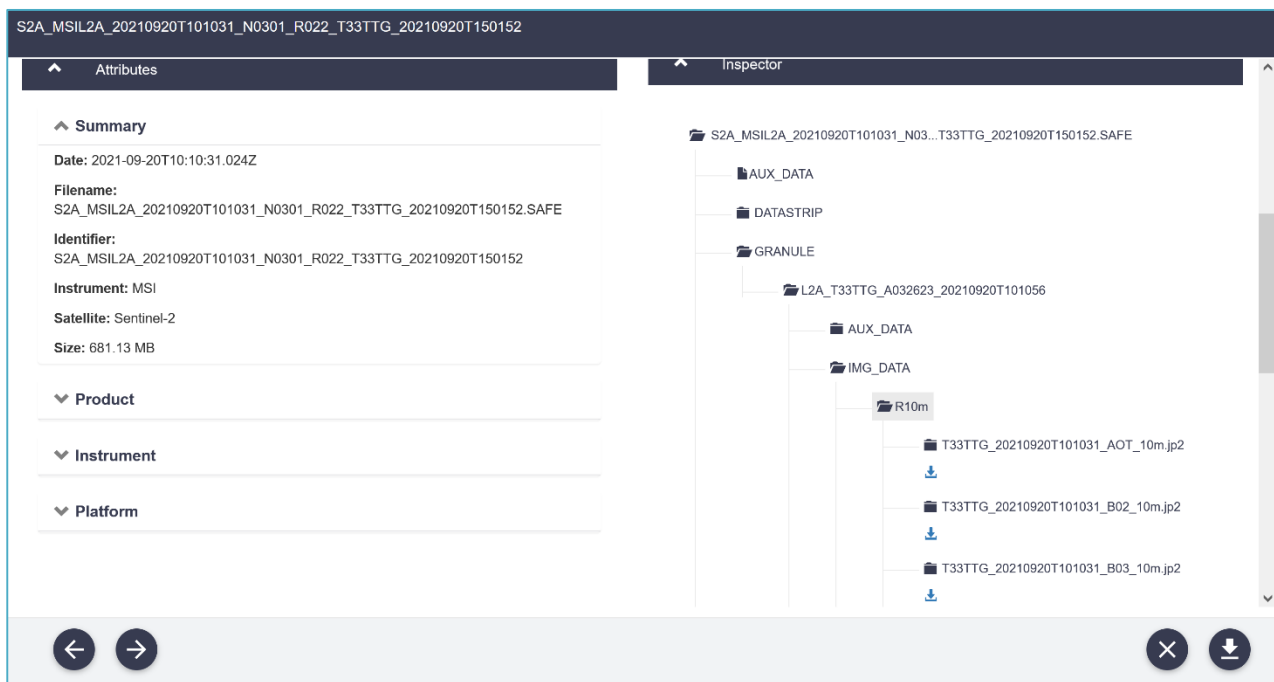 S2A_MSIL2A_20210920T101031_N0301_R022_T33TTG_20210920T150152
Attributes
Summary
Date: 2021-09-20T10:10:31.024Z
Filename:
S2A_MSIL2A_20210920T101031_N0301_R022_T33TTG_20210920T150152.SAFE
Identifier:
S2A_MSIL2A_20210920T101031_N0301_R022_T33TTG_20210920T150152
Instrument: MSI
Satellite: Sentinel-2
Size: 681.13 MB
Product
Instrument
Platform
Inspector
S2A_MSIL2A_20210920T101031_N03...T33TTG_20210920T150152.SAFE
AUX_DATA
DATASTRIP
GRANULE
L2A_T33TTG_A032623_20210920T101056
AUX_DATA
IMG_DATA
R10m
T33TTG_20210920T101031_AOT_10m.jp2
T33TTG_20210920T101031_B02_10m.jp2
T33TTG_20210920T101031_B03_10m.jp2